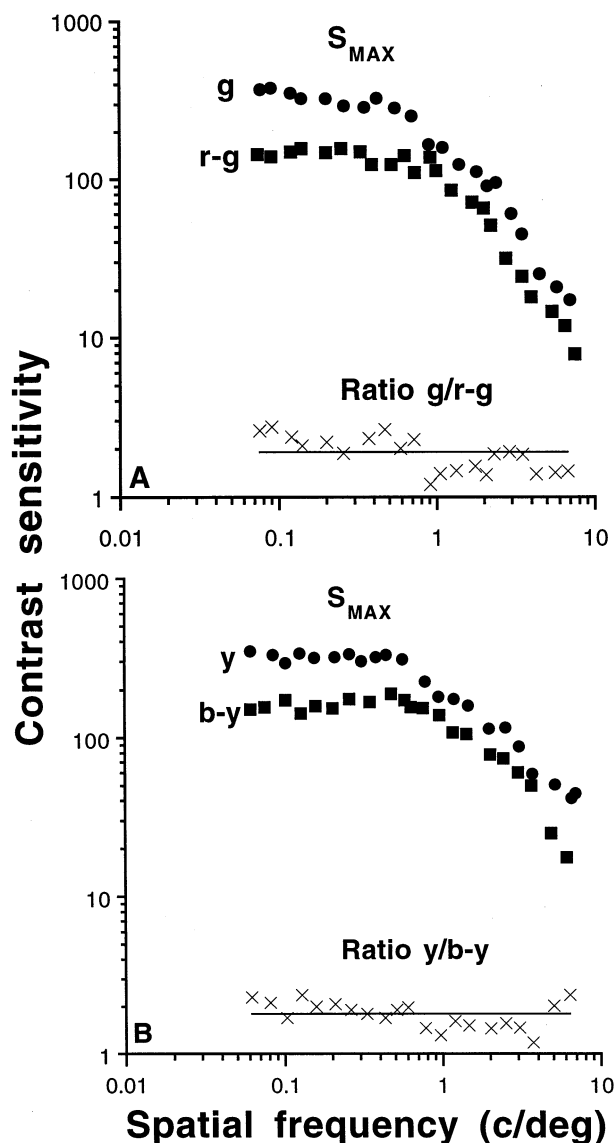 1000
S MAX
g
r-g
100
10
Ratio g/r-g
A
1
0.01 0.1 1 10
Contrast sensitivity
1000
S MAX
y
b-y
100
10
Ratio y/b-y
B
1
0.01 0.1 1 10
Spatial frequency (c/deg)